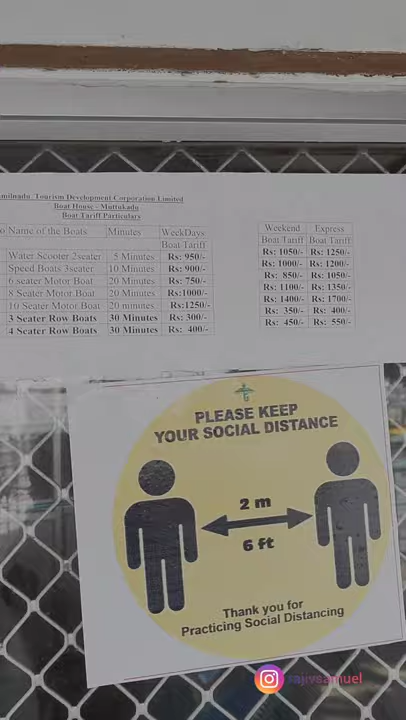 amilnadu Tourism Development Corporation Limited
Boat House - Muttukadu
Boat Tariff Particulars
o Name of the Boats Minutes WeekDays Weekend Express
Boat Tariff Boat Tariff Boat Tariff
Water Scooter 2seater 5 Minutes Rs: 950/- Rs: 1050/- Rs: 1250/-
Speed Boats 3seater 10 Minutes Rs: 900/- Rs: 1000/- Rs: 1200/-
6 seater Motor Boat 20 Minutes Rs: 750/- Rs: 850/- Rs: 1050/-
8 Seater Motor Boat 20 Minutes Rs:1000/- Rs: 1100/- Rs: 1350/-
10 Seater Motor Boat 20 minutes Rs:1250/- Rs: 1400/- Rs: 1700/-
3 Seater Row Boats 30 Minutes Rs: 300/- Rs: 350/- Rs: 400/-
4 Seater Row Boats 30 Minutes Rs: 400/- Rs: 450/- Rs: 550/-
PLEASE KEEP
YOUR SOCIAL DISTANCE
2 m
6 ft
Thank you for
Practicing Social Distancing
rajivsamuel